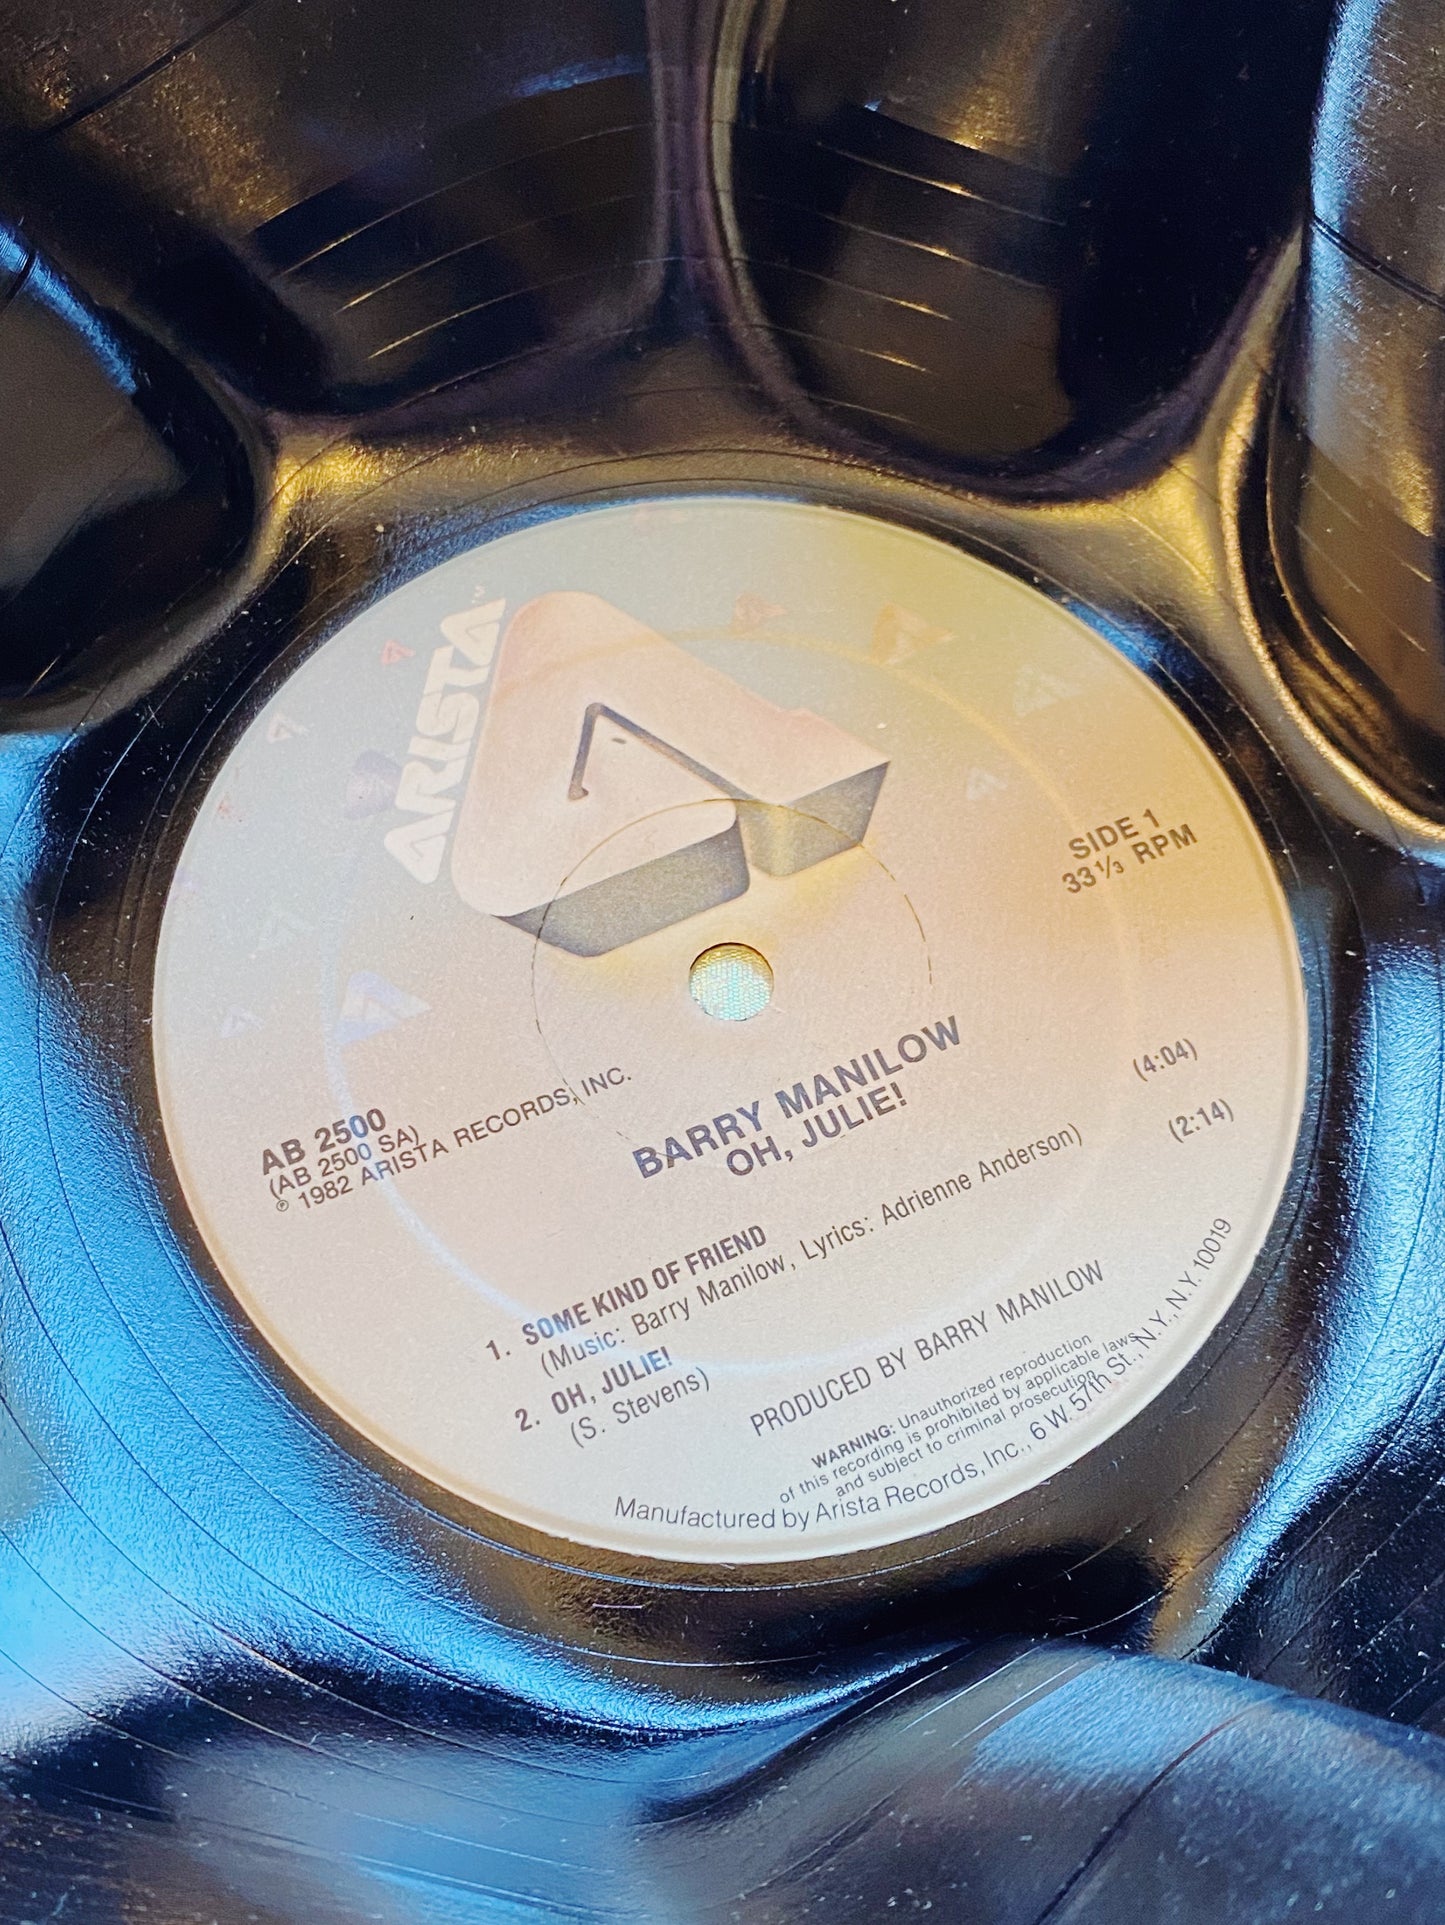 ARISTA™
SIDE 1
33⅓ RPM
AB 2500
(AB 2500 SA)
℗ 1982 ARISTA RECORDS, INC.
BARRY MANILOW
OH, JULIE!
1. SOME KIND OF FRIEND (4:04)
(Music: Barry Manilow, Lyrics: Adrienne Anderson)
2. OH, JULIE! (2:14)
(S. Stevens)
PRODUCED BY BARRY MANILOW
WARNING: Unauthorized reproduction
of this recording is prohibited by applicable laws
and subject to criminal prosecution.
Manufactured by Arista Records, Inc., 6 W. 57th St., N.Y., N.Y. 10019